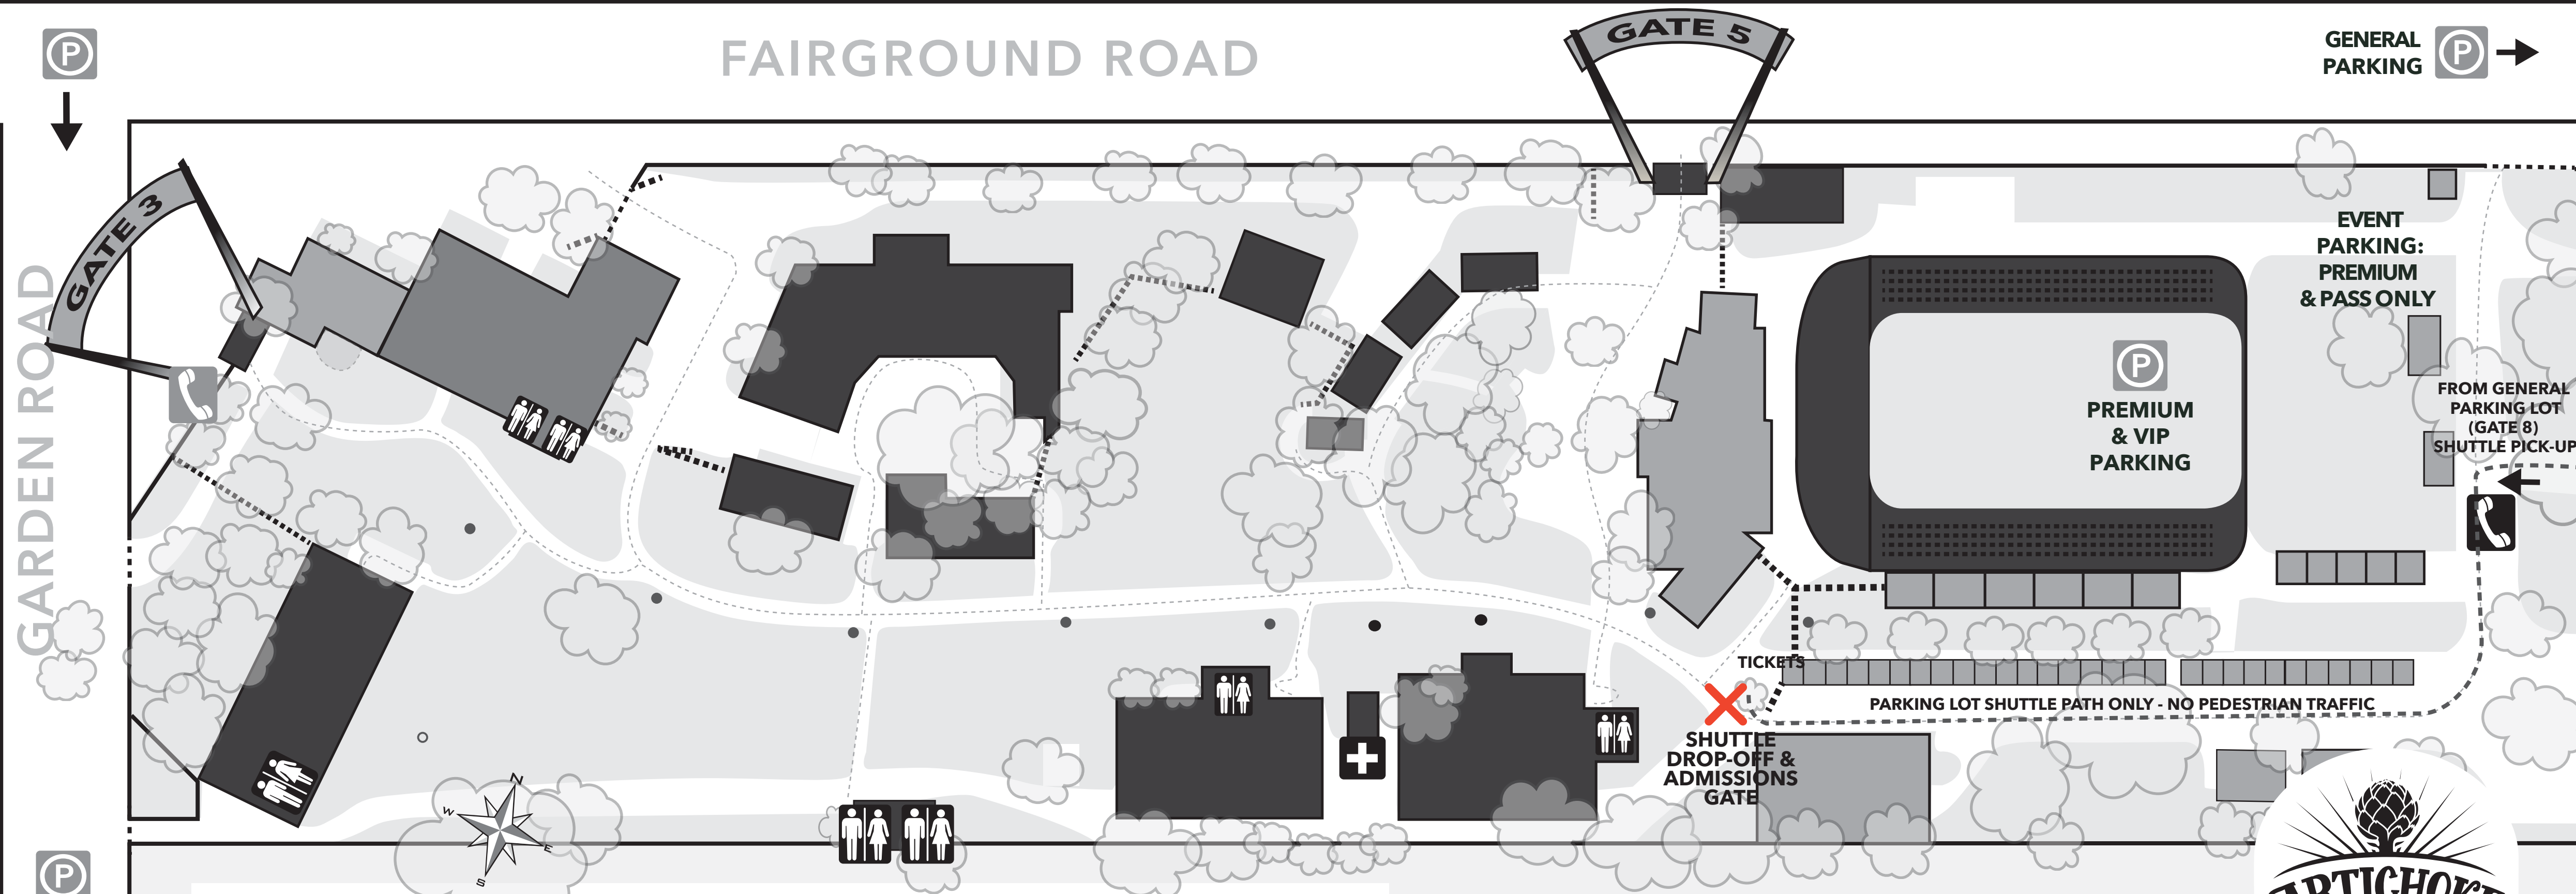 P
FAIRGROUND ROAD
GATE 5
GENERAL
PARKING
P
GATE 3
GARDEN ROAD
EVENT
PARKING:
PREMIUM
& PASS ONLY
P
PREMIUM
& VIP
PARKING
FROM GENERAL
PARKING LOT
(GATE 8)
SHUTTLE PICK-UP
TICKETS
PARKING LOT SHUTTLE PATH ONLY - NO PEDESTRIAN TRAFFIC
SHUTTLE
DROP-OFF &
ADMISSIONS
GATE
N
W
E
S
P
ARTICHOKE